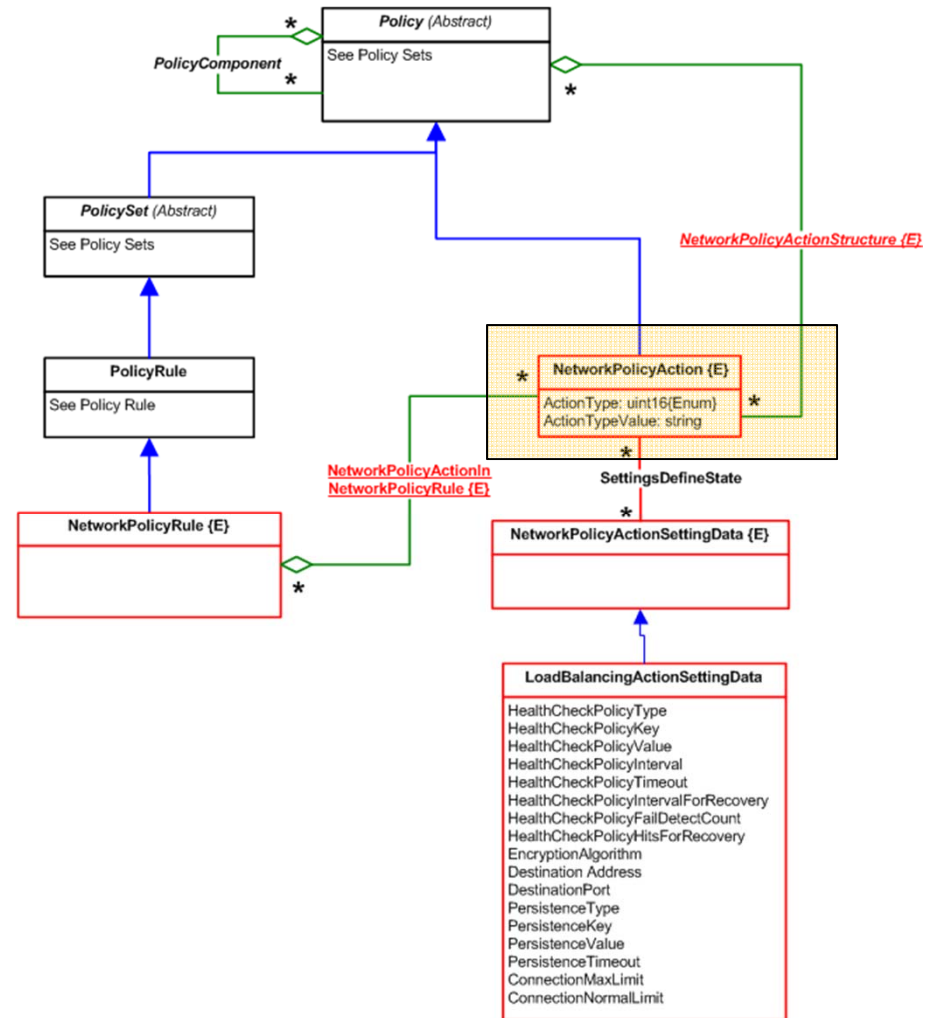 Policy (Abstract)
See Policy Sets
*
PolicyComponent
*
*
PolicySet (Abstract)
See Policy Sets
NetworkPolicyActionStructure {E}
PolicyRule
See Policy Rule
NetworkPolicyAction {E}
*
ActionType: uint16{Enum}
*
ActionTypeValue: string
*
NetworkPolicyActionIn
NetworkPolicyRule {E}
SettingsDefineState
*
NetworkPolicyRule {E}
*
NetworkPolicyActionSettingData {E}
LoadBalancingActionSettingData
HealthCheckPolicyType
HealthCheckPolicyKey
HealthCheckPolicyValue
HealthCheckPolicyInterval
HealthCheckPolicyTimeout
HealthCheckPolicyIntervalForRecovery
HealthCheckPolicyFailDetectCount
HealthCheckPolicyHitsForRecovery
EncryptionAlgorithm
Destination Address
DestinationPort
PersistenceType
PersistenceKey
PersistenceValue
PersistenceTimeout
ConnectionMaxLimit
ConnectionNormalLimit